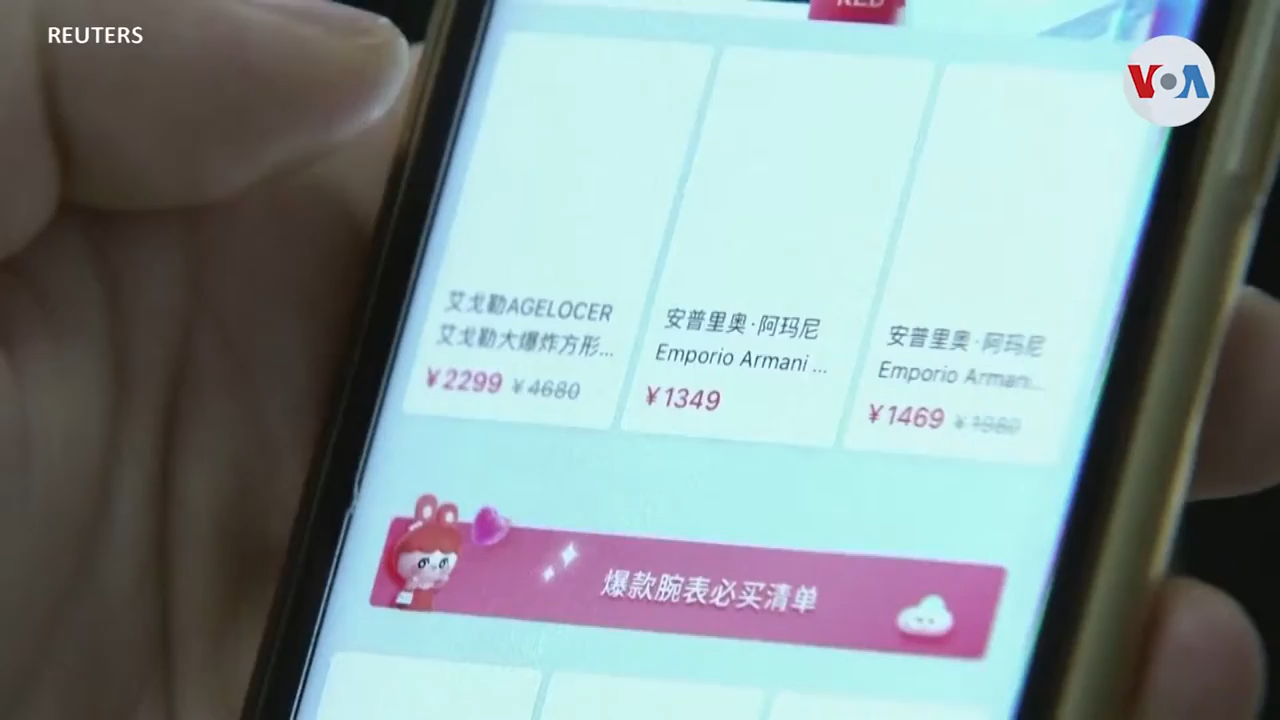 REUTERS
RED
VOA
艾戈勒AGELOCER
艾戈勒大爆炸方形...
¥2299 ¥4680
安普里奥·阿玛尼
Emporio Armani ...
¥1349
安普里奥·阿玛尼
Emporio Armani...
¥1469 ¥1980
爆款腕表必买清单